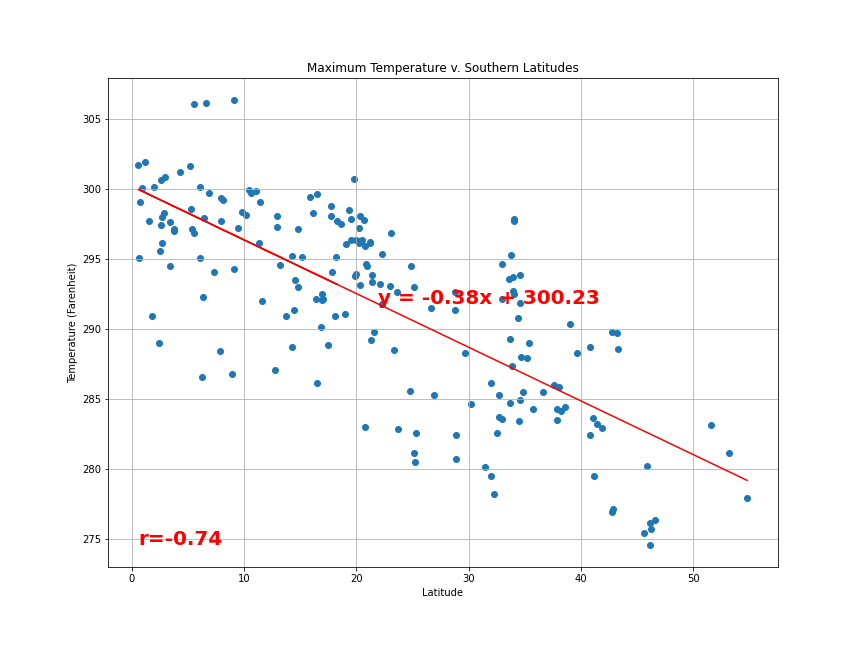 Maximum Temperature v. Southern Latitudes
305
300
295
290
285
280
275
Temperature (Farenheit)
y = -0.38x + 300.23
r=-0.74
0 10 20 30 40 50
Latitude